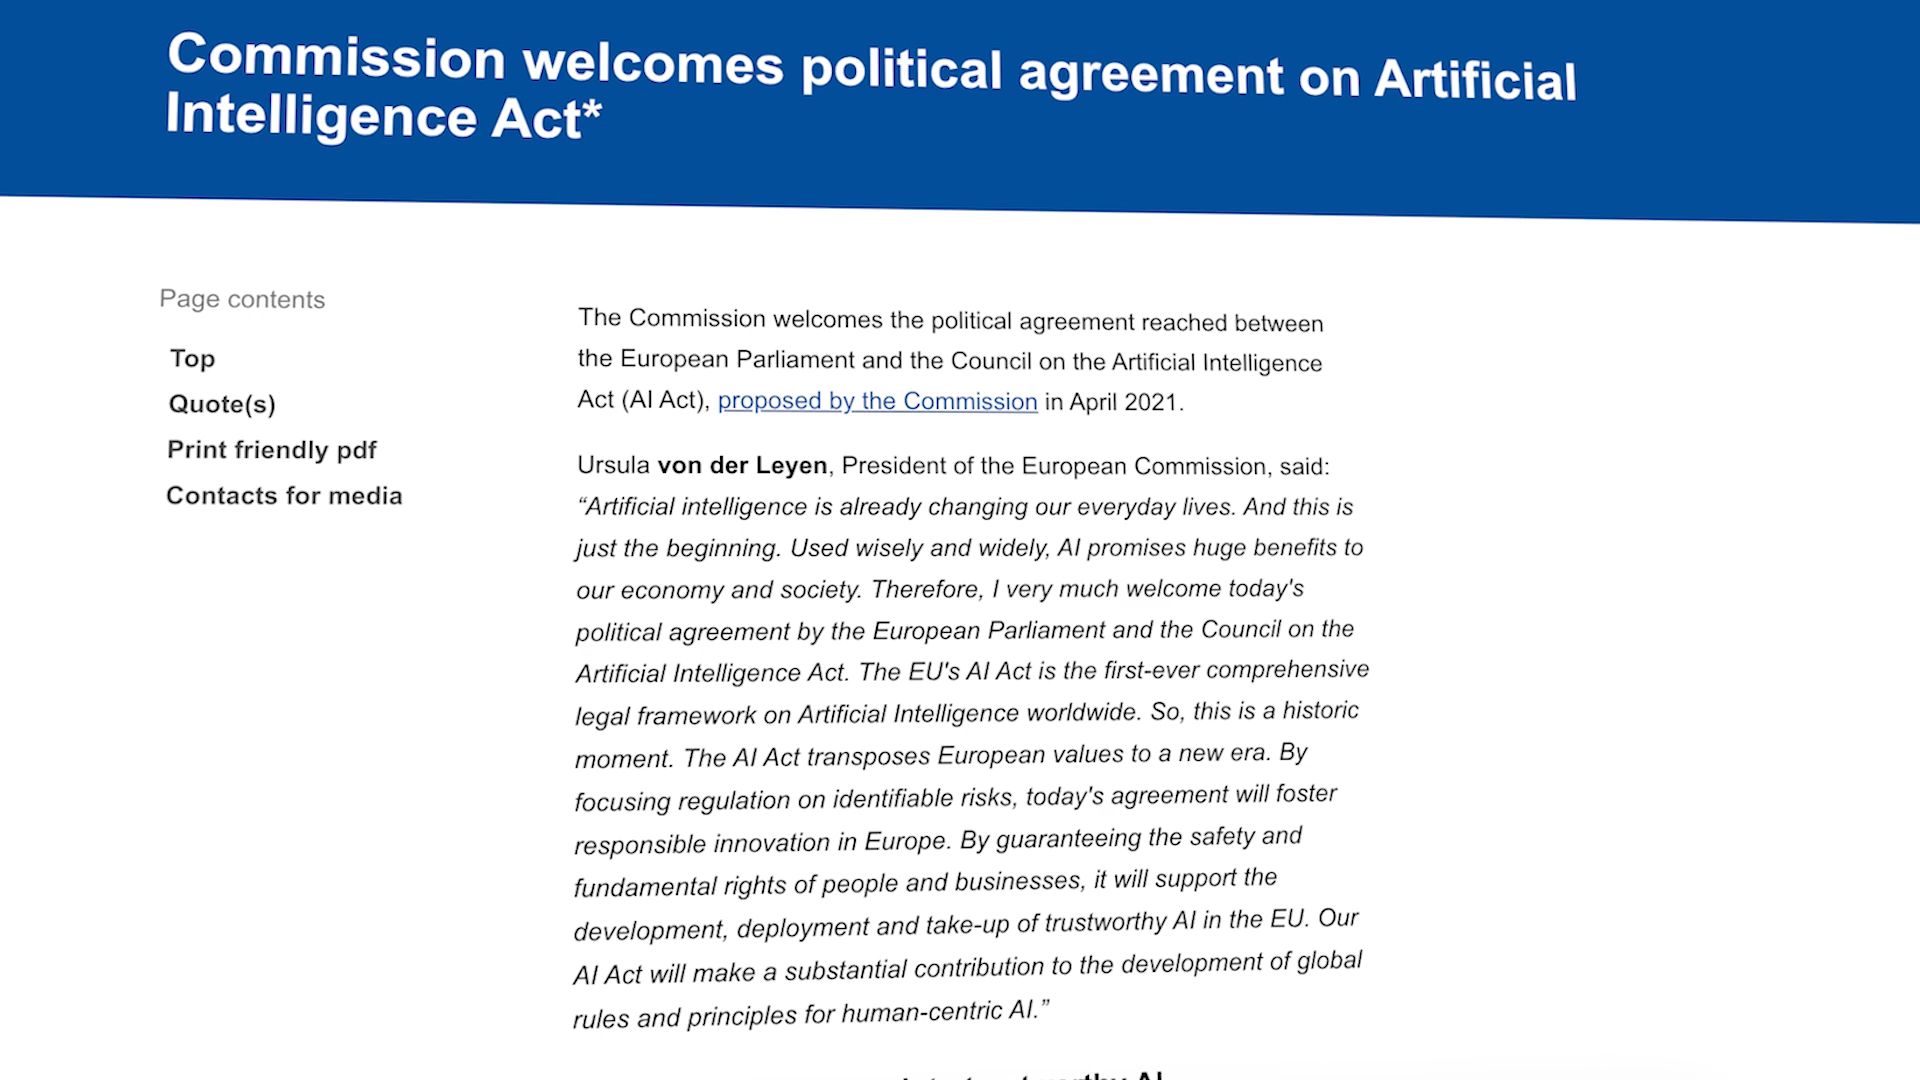 Commission welcomes political agreement on Artificial
Intelligence Act*
Page contents
Top
Quote(s)
Print friendly pdf
Contacts for media
The Commission welcomes the political agreement reached between
the European Parliament and the Council on the Artificial Intelligence
Act (AI Act), proposed by the Commission in April 2021.
Ursula von der Leyen, President of the European Commission, said:
“Artificial intelligence is already changing our everyday lives. And this is
just the beginning. Used wisely and widely, AI promises huge benefits to
our economy and society. Therefore, I very much welcome today's
political agreement by the European Parliament and the Council on the
Artificial Intelligence Act. The EU's AI Act is the first-ever comprehensive
legal framework on Artificial Intelligence worldwide. So, this is a historic
moment. The AI Act transposes European values to a new era. By
focusing regulation on identifiable risks, today's agreement will foster
responsible innovation in Europe. By guaranteeing the safety and
fundamental rights of people and businesses, it will support the
development, deployment and take-up of trustworthy AI in the EU. Our
AI Act will make a substantial contribution to the development of global
rules and principles for human-centric AI.”
AI